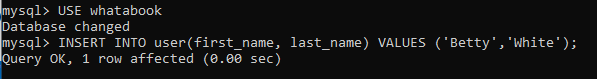 mysql> USE whatabook
Database changed
mysql> INSERT INTO user(first_name, last_name) VALUES ('Betty','White');
Query OK, 1 row affected (0.00 sec)